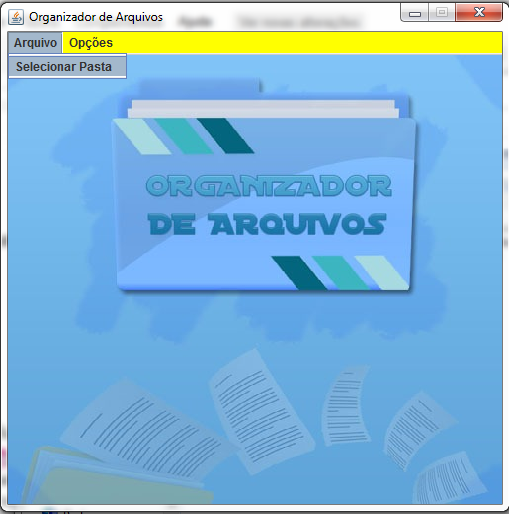 Organizador de Arquivos
Arquivo Opções
Selecionar Pasta
ORGANIZADOR
DE ARQUIVOS